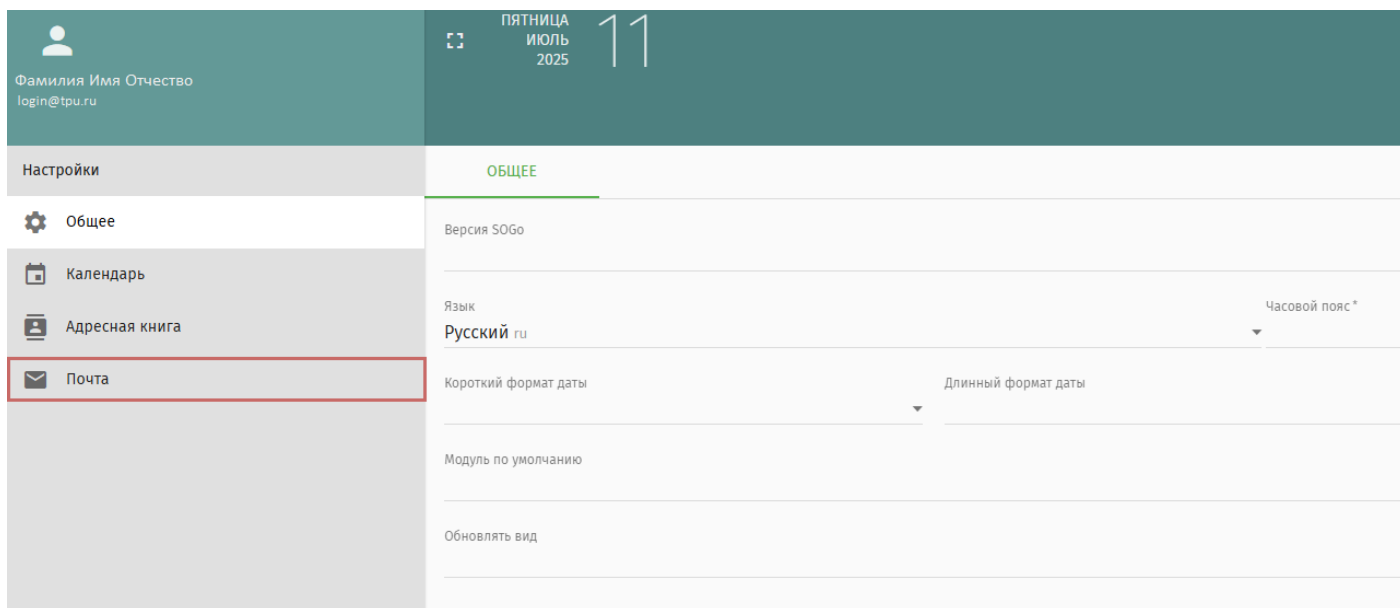 Фамилия Имя Отчество
login@tpu.ru
ПЯТНИЦА
ИЮЛЬ
2025
11
Настройки
Общее
Календарь
Адресная книга
Почта
ОБЩЕЕ
Версия SOGo
Язык
Часовой пояс *
Русский ru
Короткий формат даты
Длинный формат даты
Модуль по умолчанию
Обновлять вид